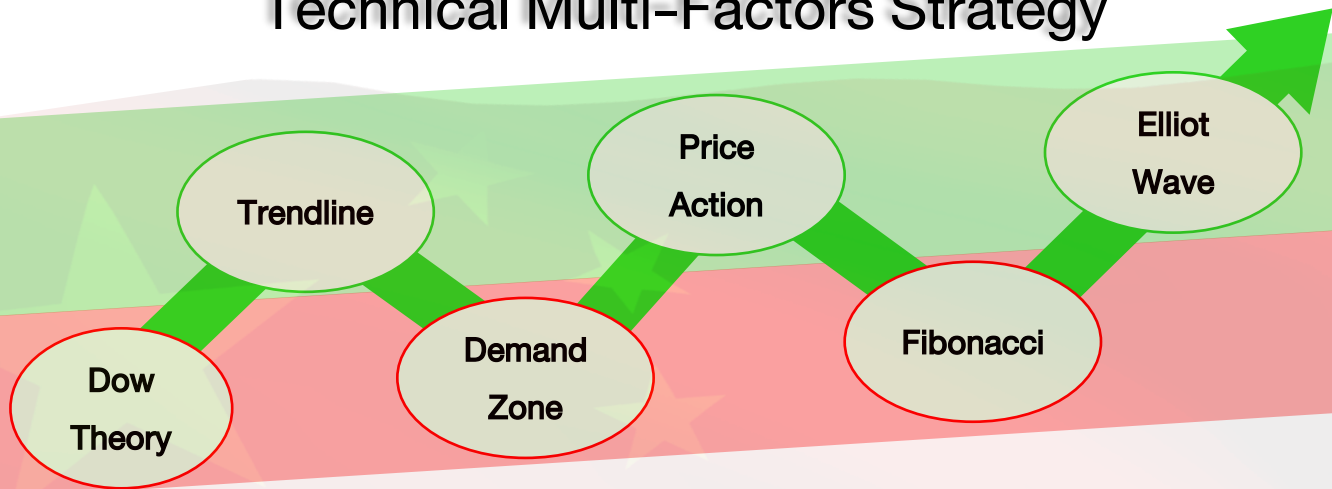 Technical Multi-Factors Strategy
Elliot
Wave
Price
Action
Trendline
Demand
Zone
Fibonacci
Dow
Theory